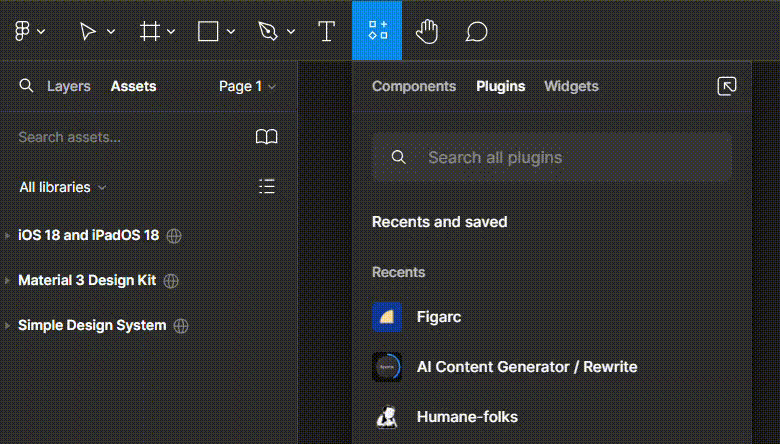 Layers Assets Page 1
Search assets...
All libraries
iOS 18 and iPadOS 18
Material 3 Design Kit
Simple Design System
Components Plugins Widgets
Search all plugins
Recents and saved
Recents
Figarc
AI Content Generator / Rewrite
Humane-folks